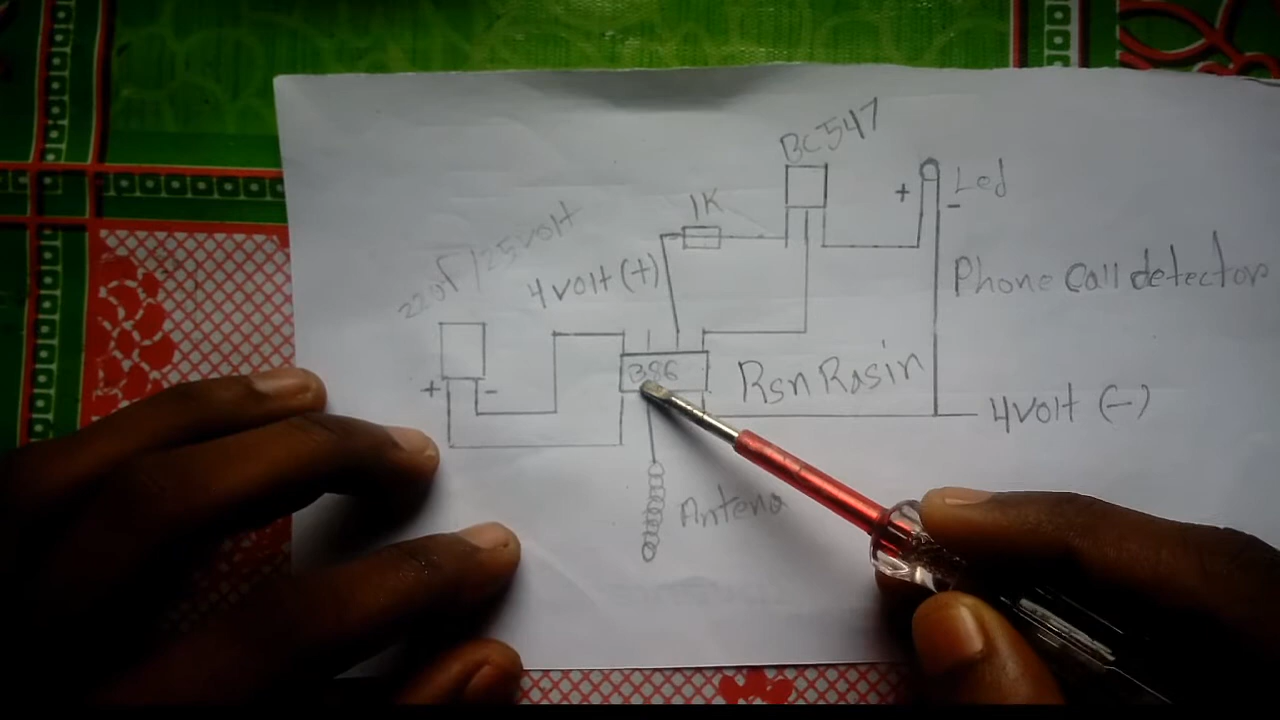 BC547
+ Led -
1K
220f/25volt
4volt (+)
Phone Call detector
+ -
386
Rsn Rasin
4volt (-)
Antena